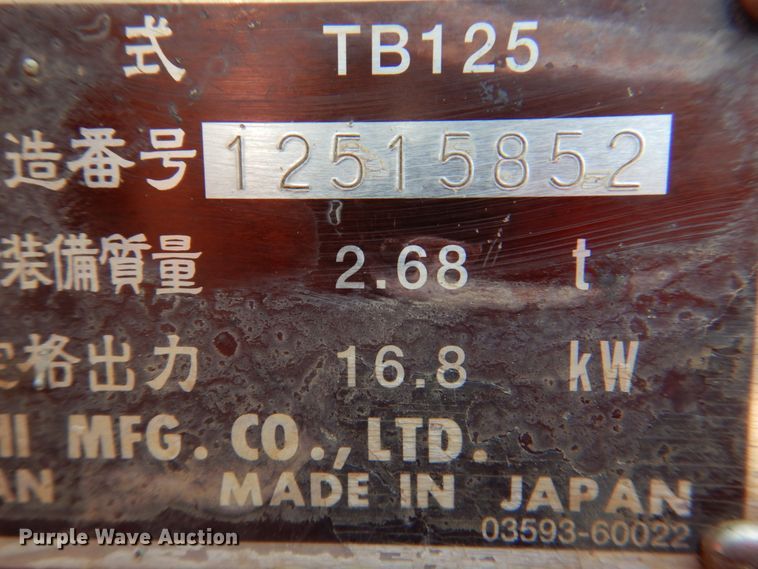 式 TB125
造番号 12515852
装備質量 2.68 t
定格出力 16.8 kW
HI MFG. CO., LTD.
AN MADE IN JAPAN
03593-60022
Purple Wave Auction